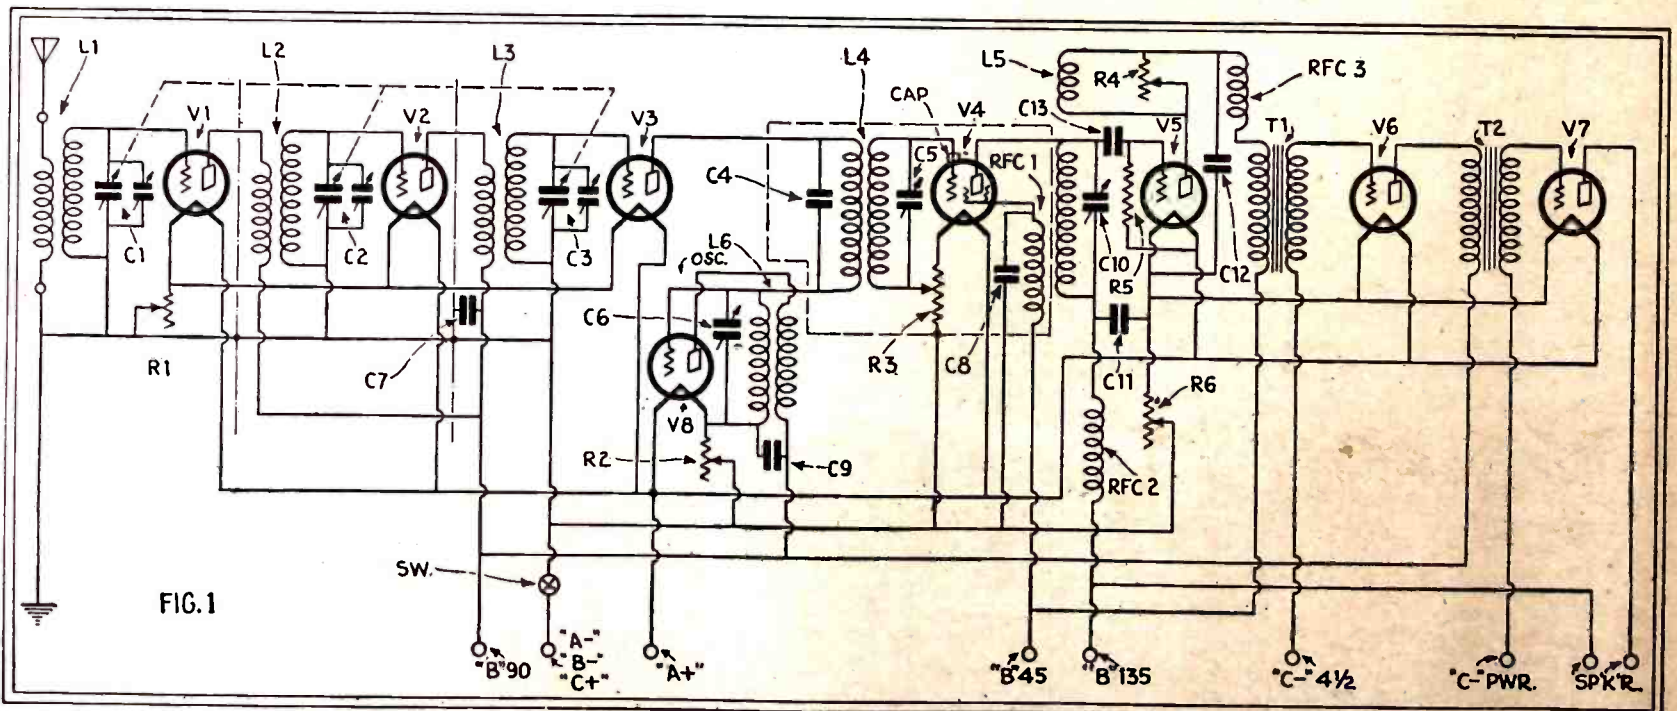 L1
L2
L3
L4
L5
R4
RFC 3
CAP
V4
C13
V1
V2
V3
V5
T1
V6
T2
V7
C5
RFC 1
C4
C1
C2
C3
L6
OSC.
C10
R5
C12
C6
C7
R1
R3
C8
C11
R6
V8
R2
C9
RFC 2
SW.
FIG. 1
"B" 90
"A-"
"B-"
"C+"
"A+"
"B" 45
"B" 135
"C-" 4½
"C-" PWR.
SPK'R.